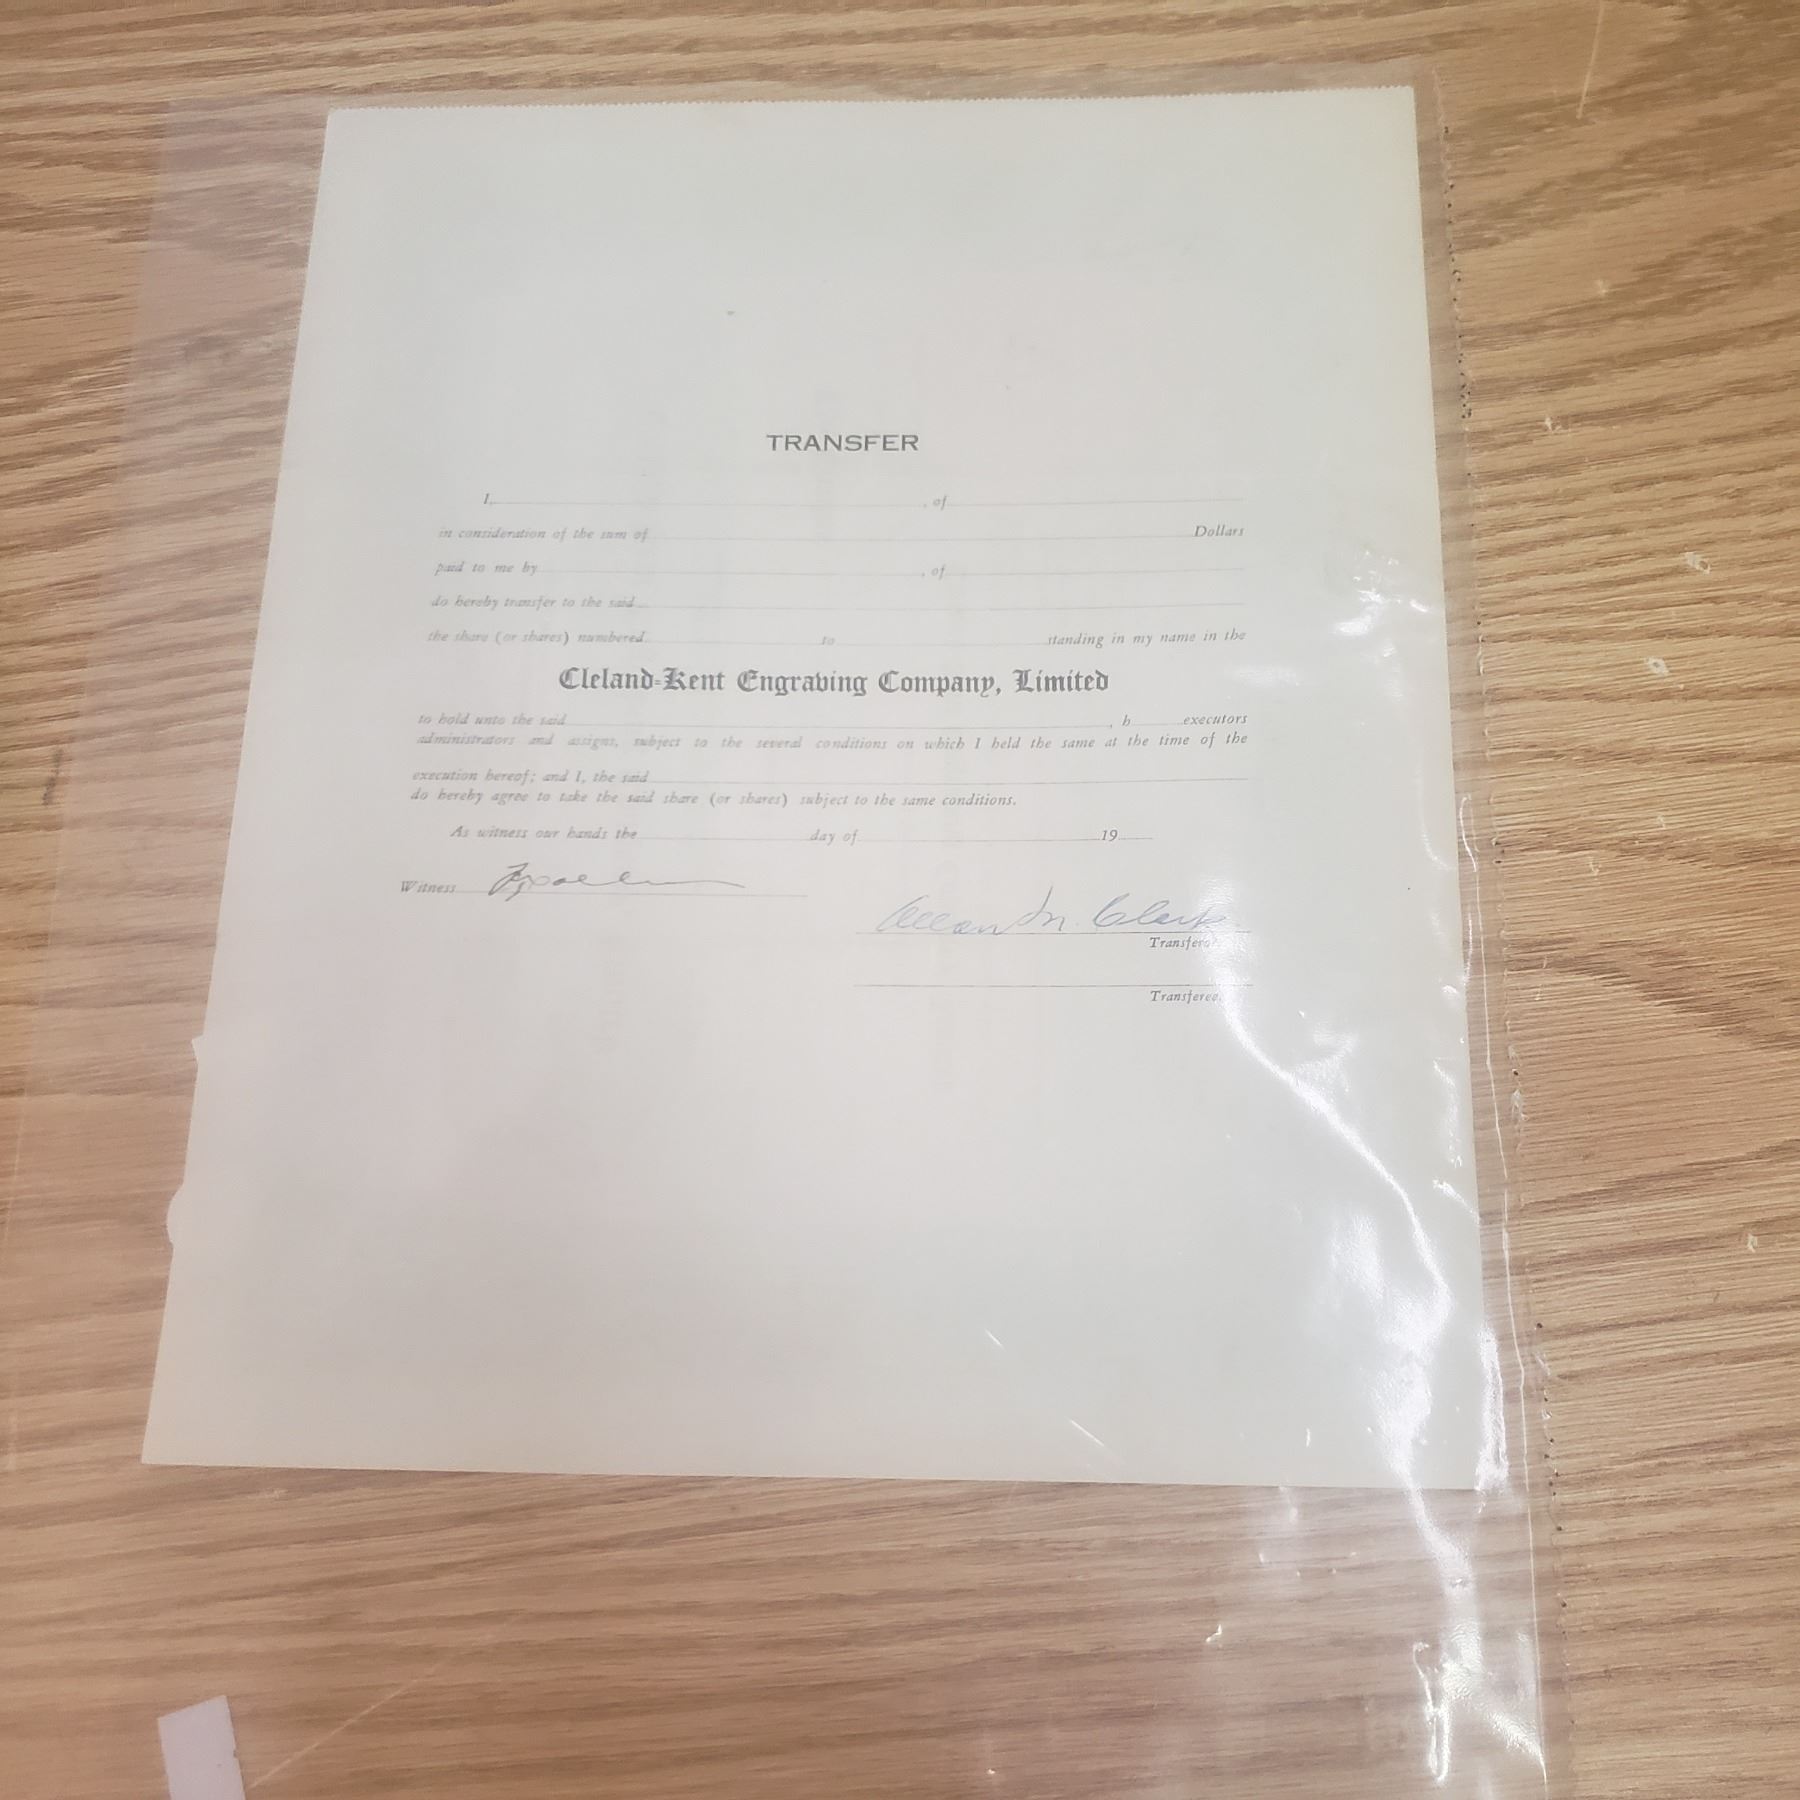 TRANSFER
I, , of
in consideration of the sum of Dollars
paid to me by , of
do hereby transfer to the said
the share (or shares) numbered to standing in my name in the
Cleland-Kent Engraving Company, Limited
to hold unto the said , h executors
administrators and assigns, subject to the several conditions on which I held the same at the time of the
execution hereof; and I, the said
do hereby agree to take the said share (or shares) subject to the same conditions.
As witness our hands the day of 19
Witness
Allan M. Clark
Transferor
Transferee